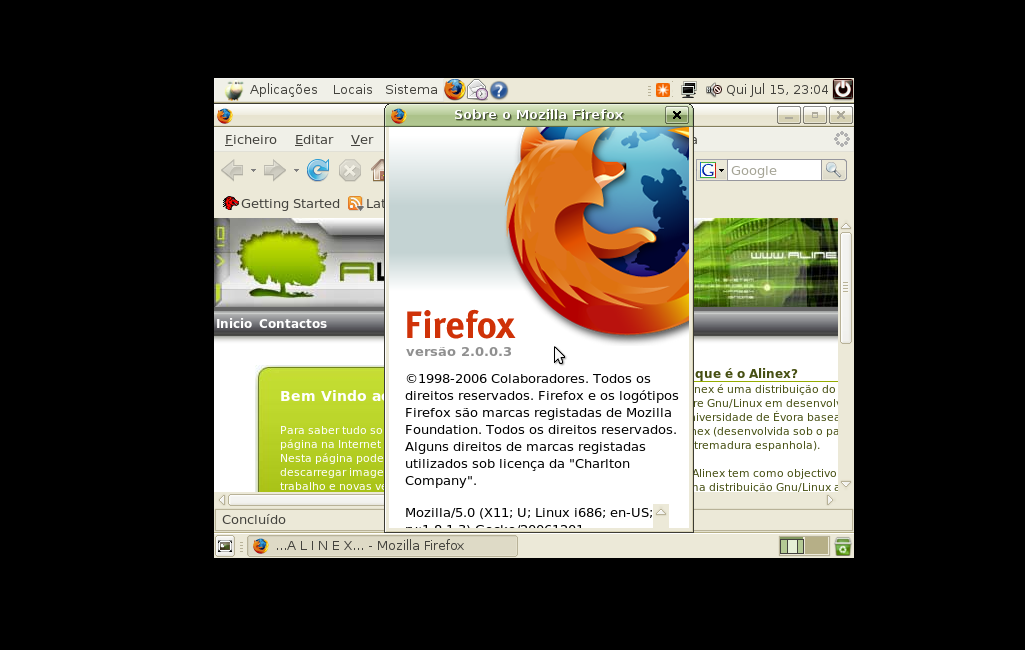 Aplicações Locais Sistema Qui Jul 15, 23:04
Sobre o Mozilla Firefox
Ficheiro Editar Ver
Google
Getting Started
Firefox
versão 2.0.0.3
©1998-2006 Colaboradores. Todos os
direitos reservados. Firefox e os logótipos
Firefox são marcas registadas de Mozilla
Foundation. Todos os direitos reservados.
Alguns direitos de marcas registadas
utilizados sob licença da "Charlton
Company".
Mozilla/5.0 (X11; U; Linux i686; en-US;
WWW.ALINE
Inicio Contactos
Bem Vindo
Para saber tudo
página na Internet
Nesta página pode
descarregar image
trabalho e novas
que é o Alinex?
nex é uma distribuição do
re Gnu/Linux em desenvolv
iversidade de Évora basea
nex (desenvolvida sob o pa
tremadura espanhola).
Alinex tem como objectivo
na distribuição Gnu/Linux
Concluído
...A L I N E X... - Mozilla Firefox